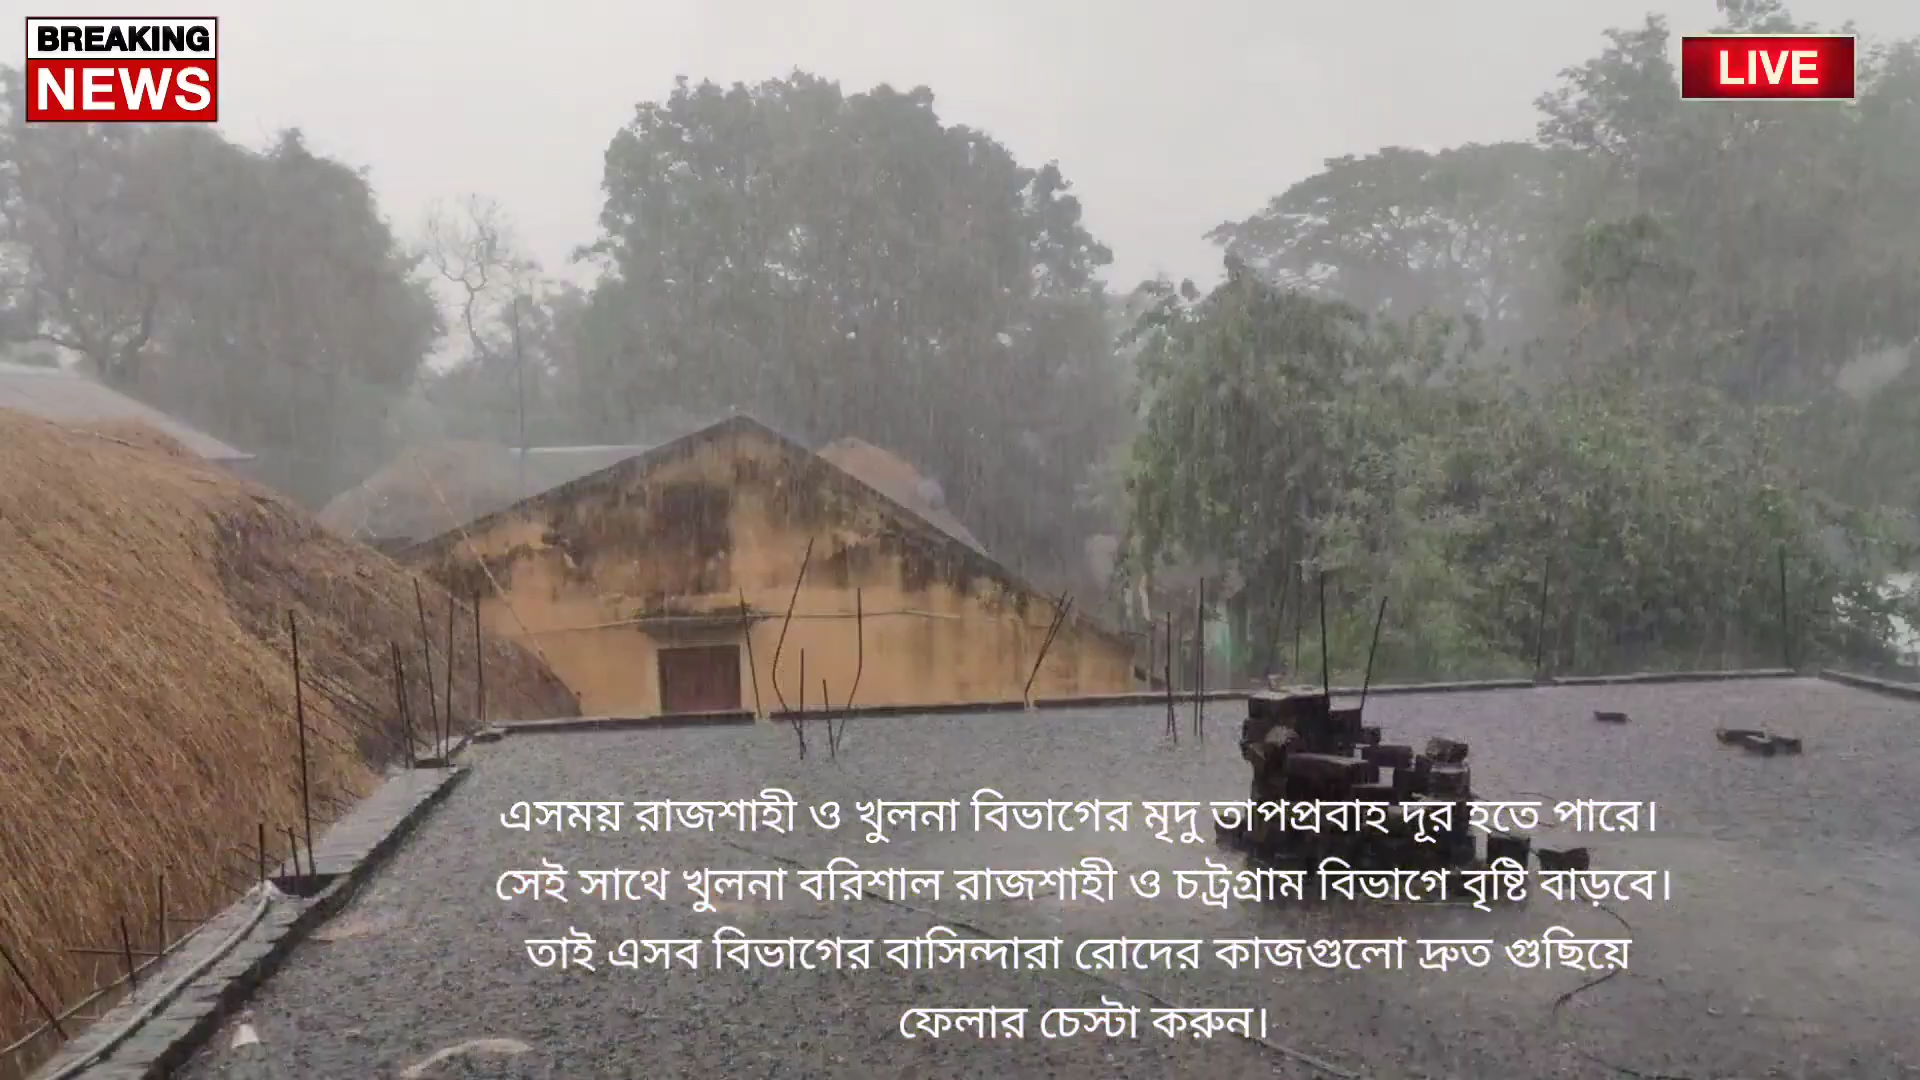 BREAKING
NEWS
LIVE
এসময় রাজশাহী ও খুলনা বিভাগের মৃদু তাপপ্রবাহ দূর হতে পারে।
সেই সাথে খুলনা বরিশাল রাজশাহী ও চট্রগ্রাম বিভাগে বৃষ্টি বাড়বে।
তাই এসব বিভাগের বাসিন্দারা রোদের কাজগুলো দ্রুত গুছিয়ে
ফেলার চেস্টা করুন।